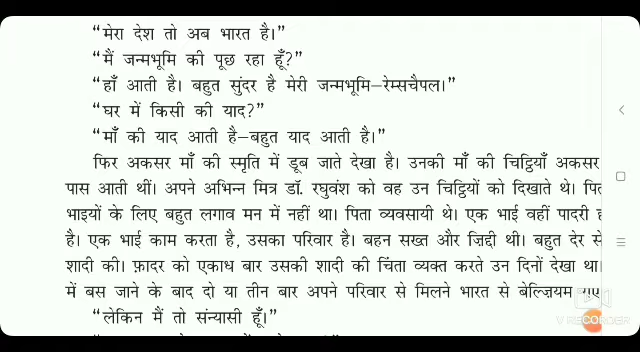 “मेरा देश तो अब भारत है।”
“मैं जन्मभूमि की पूछ रहा हूँ?”
“हाँ आती है। बहुत सुंदर है मेरी जन्मभूमि—रेम्सचैपल।”
“घर में किसी की याद?”
“माँ की याद आती है—बहुत याद आती है।”
फिर अकसर माँ की स्मृति में डूब जाते देखा है। उनकी माँ की चिट्ठियाँ अकसर
पास आती थीं। अपने अभिन्न मित्र डॉ. रघुवंश को वह उन चिट्ठियों को दिखाते थे।
भाइयों के लिए बहुत लगाव मन में नहीं था। पिता व्यवसायी थे। एक भाई वहीं पादरी
है। एक भाई काम करता है, उसका परिवार है। बहन सख्त और ज़िद्दी थी। बहुत देर से
शादी की। फ़ादर को एकाध बार उसकी शादी की चिंता व्यक्त करते उन दिनों देखा था।
में बस जाने के बाद दो या तीन बार अपने परिवार से मिलने भारत से बेल्ज़ियम गए
“लेकिन मैं तो संन्यासी हूँ।”
RECORDER